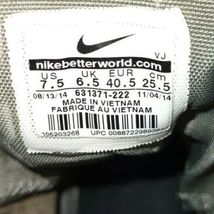 VJ
nikebetterworld.com
US UK EUR cm
7.5 6.5 40.5 25.5
08/13/14 631371-222 11/04/14
MADE IN VIETNAM
FABRIQUE AU VIETNAM